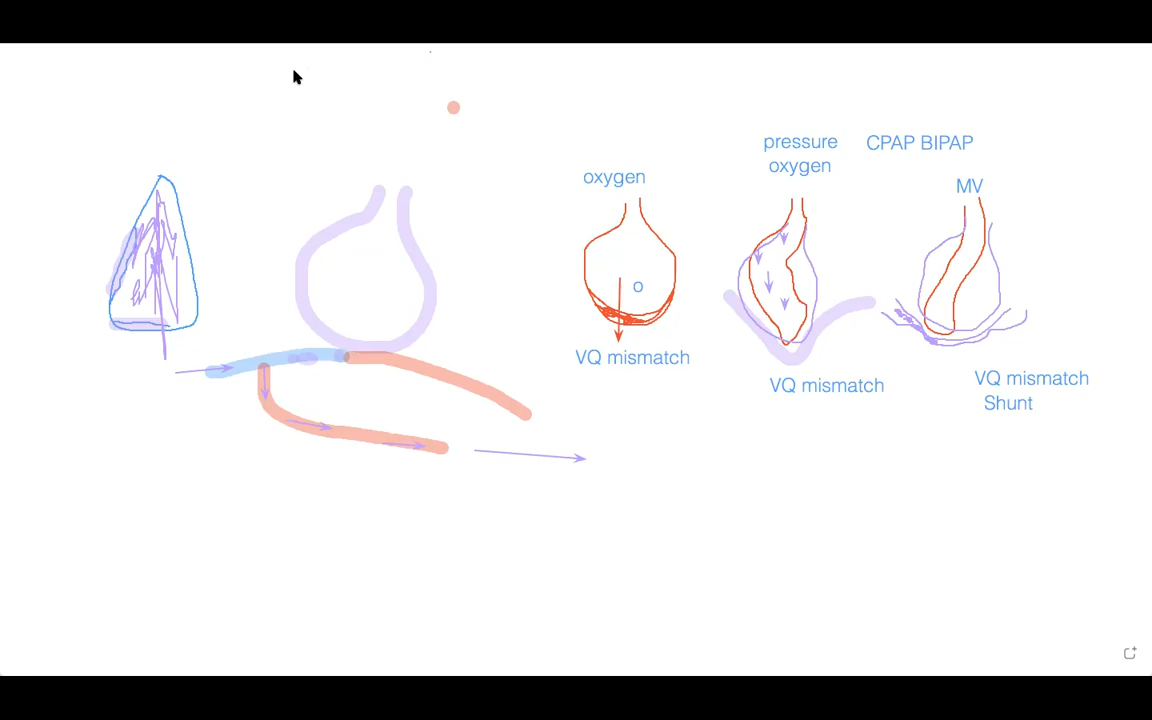 pressure
oxygen
CPAP BIPAP
oxygen
MV
O
VQ mismatch
VQ mismatch
VQ mismatch
Shunt